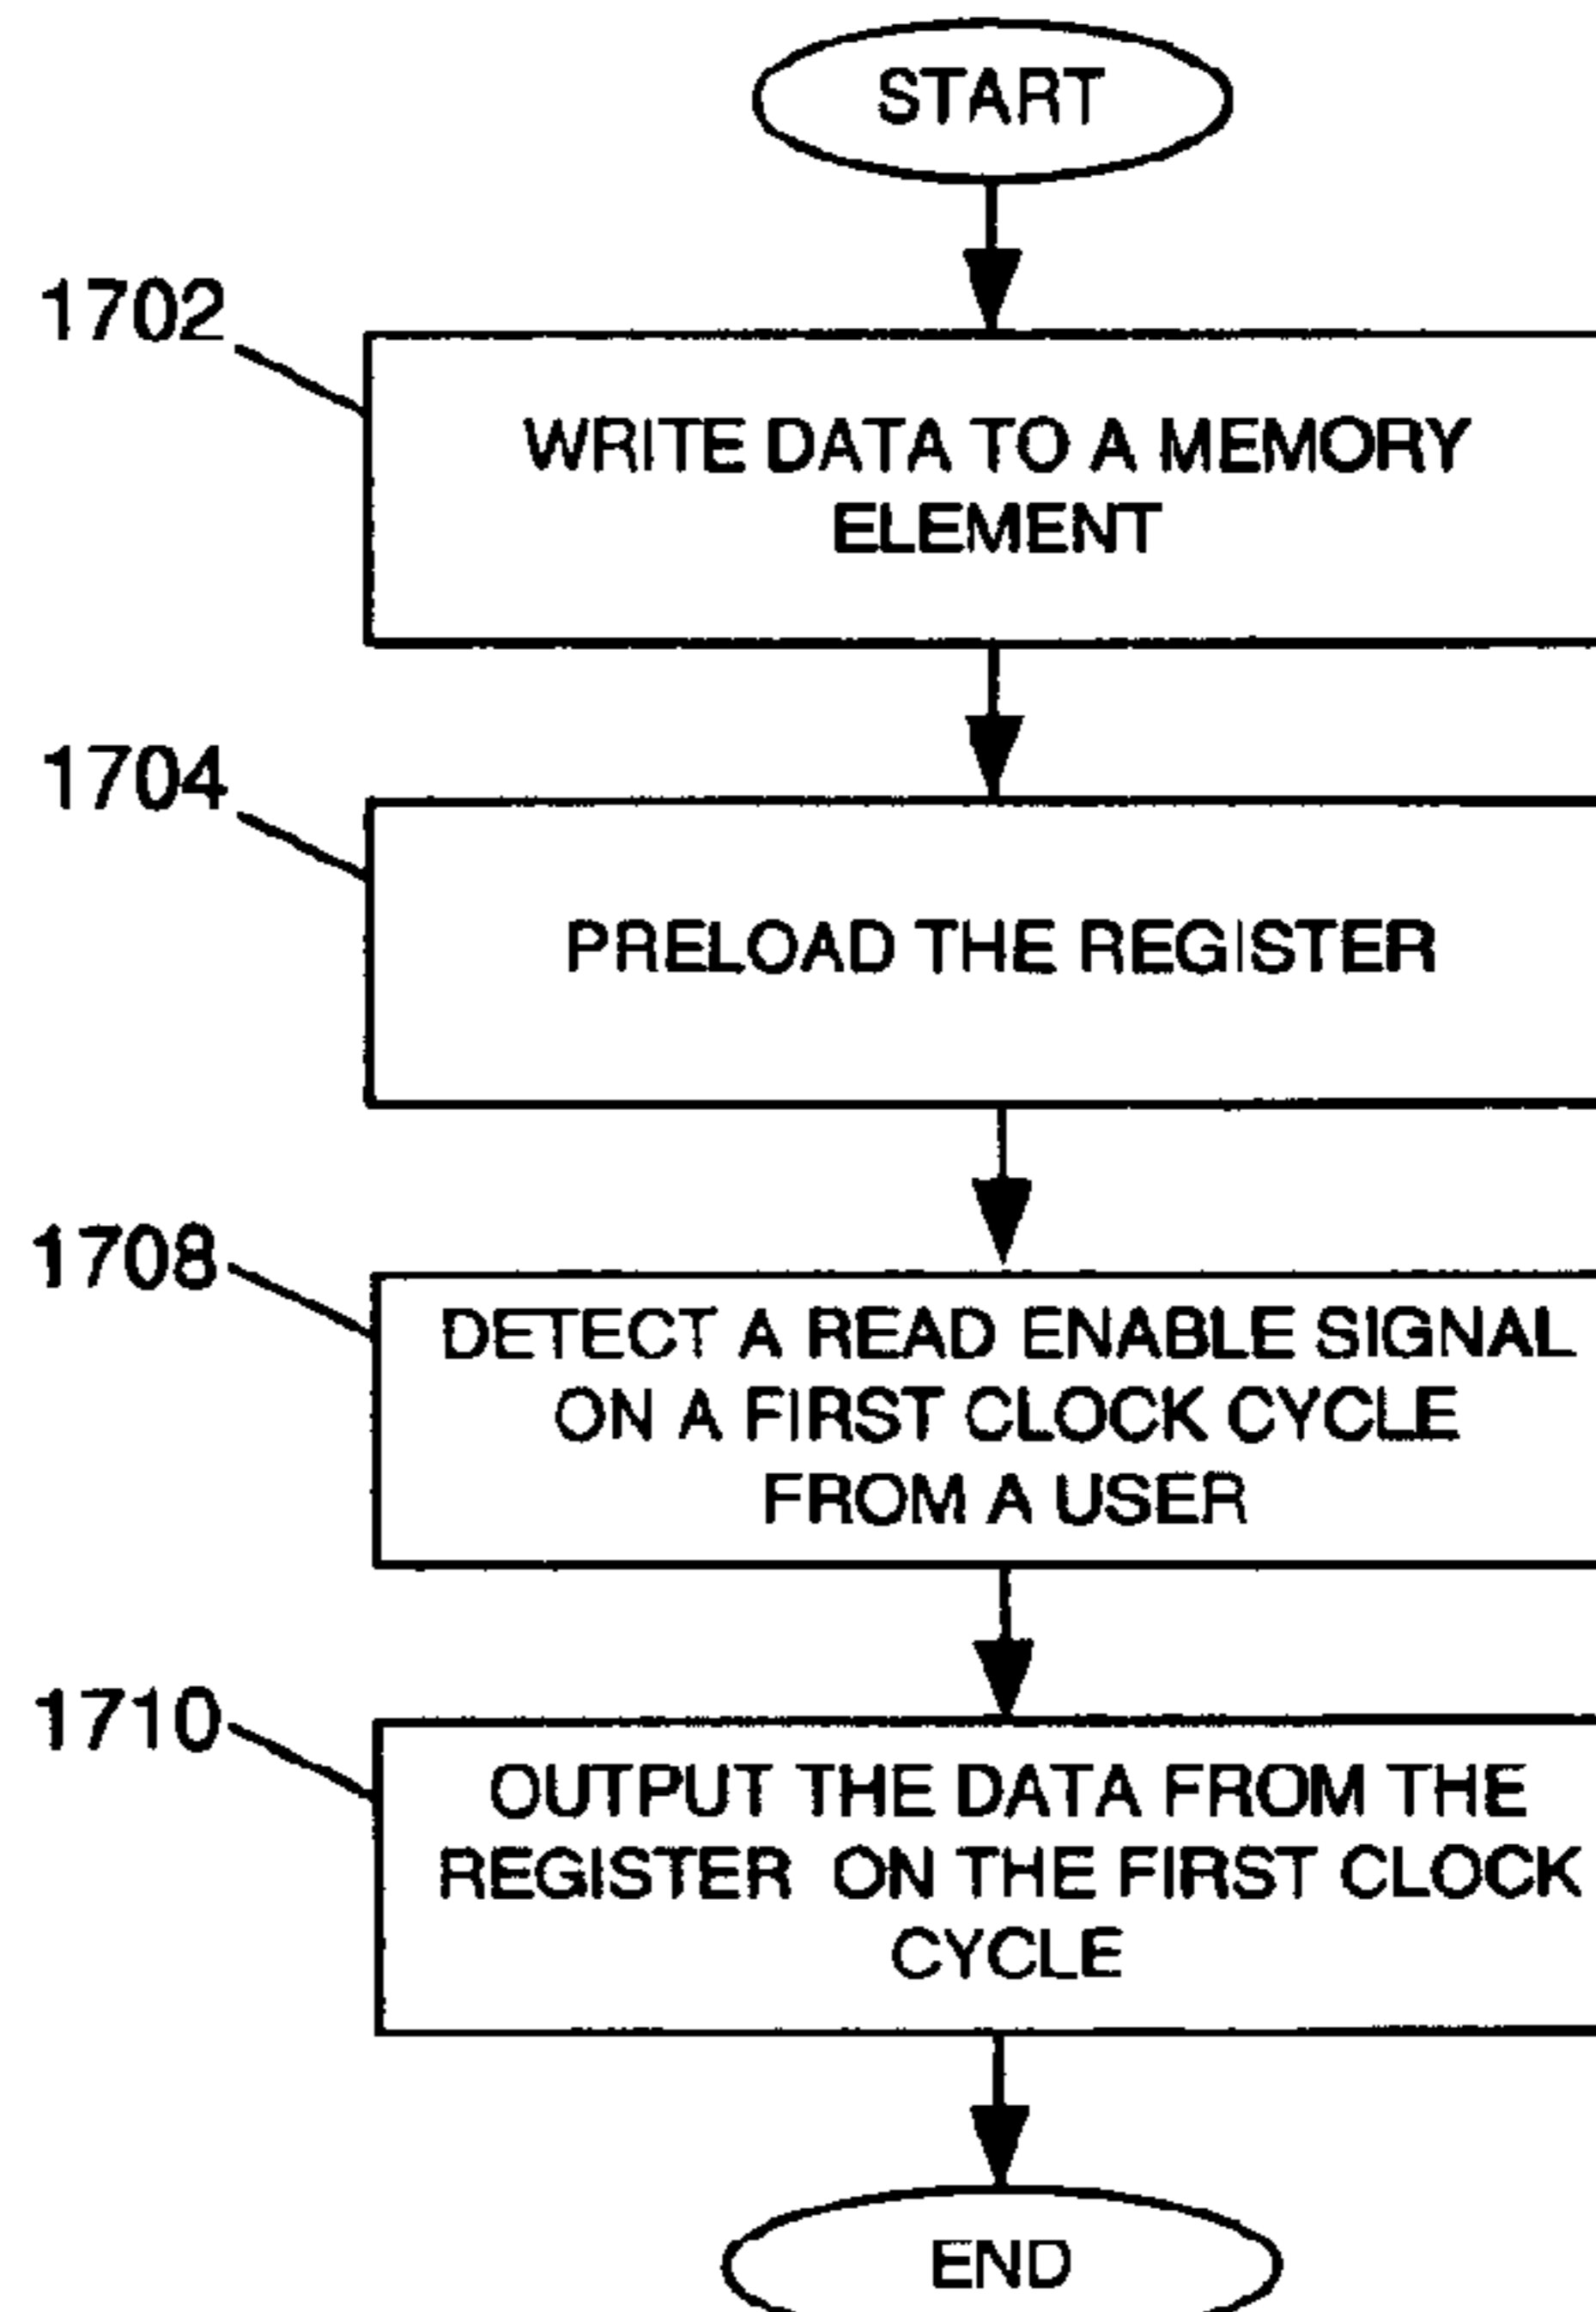 START
1702
WRITE DATA TO A MEMORY
ELEMENT
1704
PRELOAD THE REGISTER
1708
DETECT A READ ENABLE SIGNAL
ON A FIRST CLOCK CYCLE
FROM A USER
1710
OUTPUT THE DATA FROM THE
REGISTER ON THE FIRST CLOCK
CYCLE
END